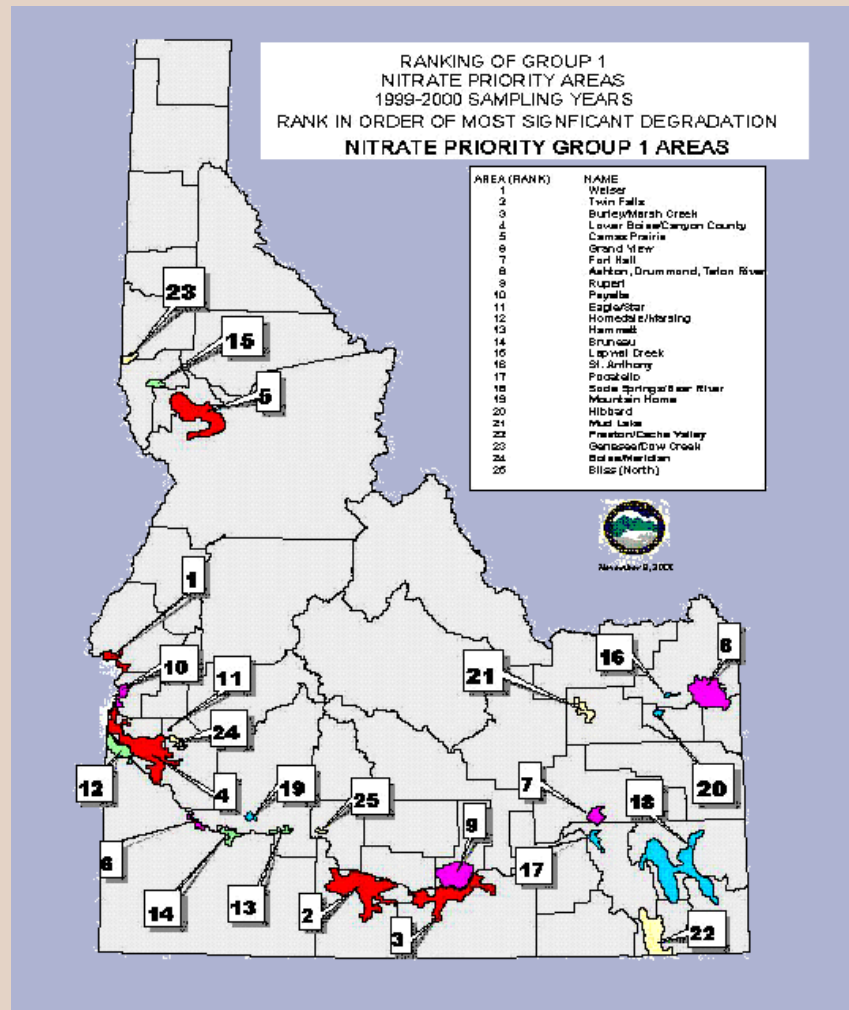 RANKING OF GROUP 1
NITRATE PRIORITY AREAS
1999-2000 SAMPLING YEARS
RANK IN ORDER OF MOST SIGNFICANT DEGRADATION
NITRATE PRIORITY GROUP 1 AREAS
AREA (RANK) NAME
1 Weiser
2 Twin Falls
3 Burley/Marsh Creek
4 Lower Boise/Canyon County
5 Camas Prairie
6 Grand View
7 Fort Hall
8 Ashton, Drummond, Teton River
9 Rupert
10 Payette
11 Eagle/Star
12 Homedale/Marsing
13 Hammett
14 Bruneau
15 Lapwai Creek
16 St. Anthony
17 Pocatello
18 Soda Springs/Bear River
19 Mountain Home
20 Hibbard
21 Mud Lake
22 Preston/Cache Valley
23 Genesee/Cow Creek
24 Boise/Meridian
25 Bliss (North)
23
15
5
1
10
11
24
12
4
19
25
6
14
13
2
9
3
21
16
8
20
7
18
17
22